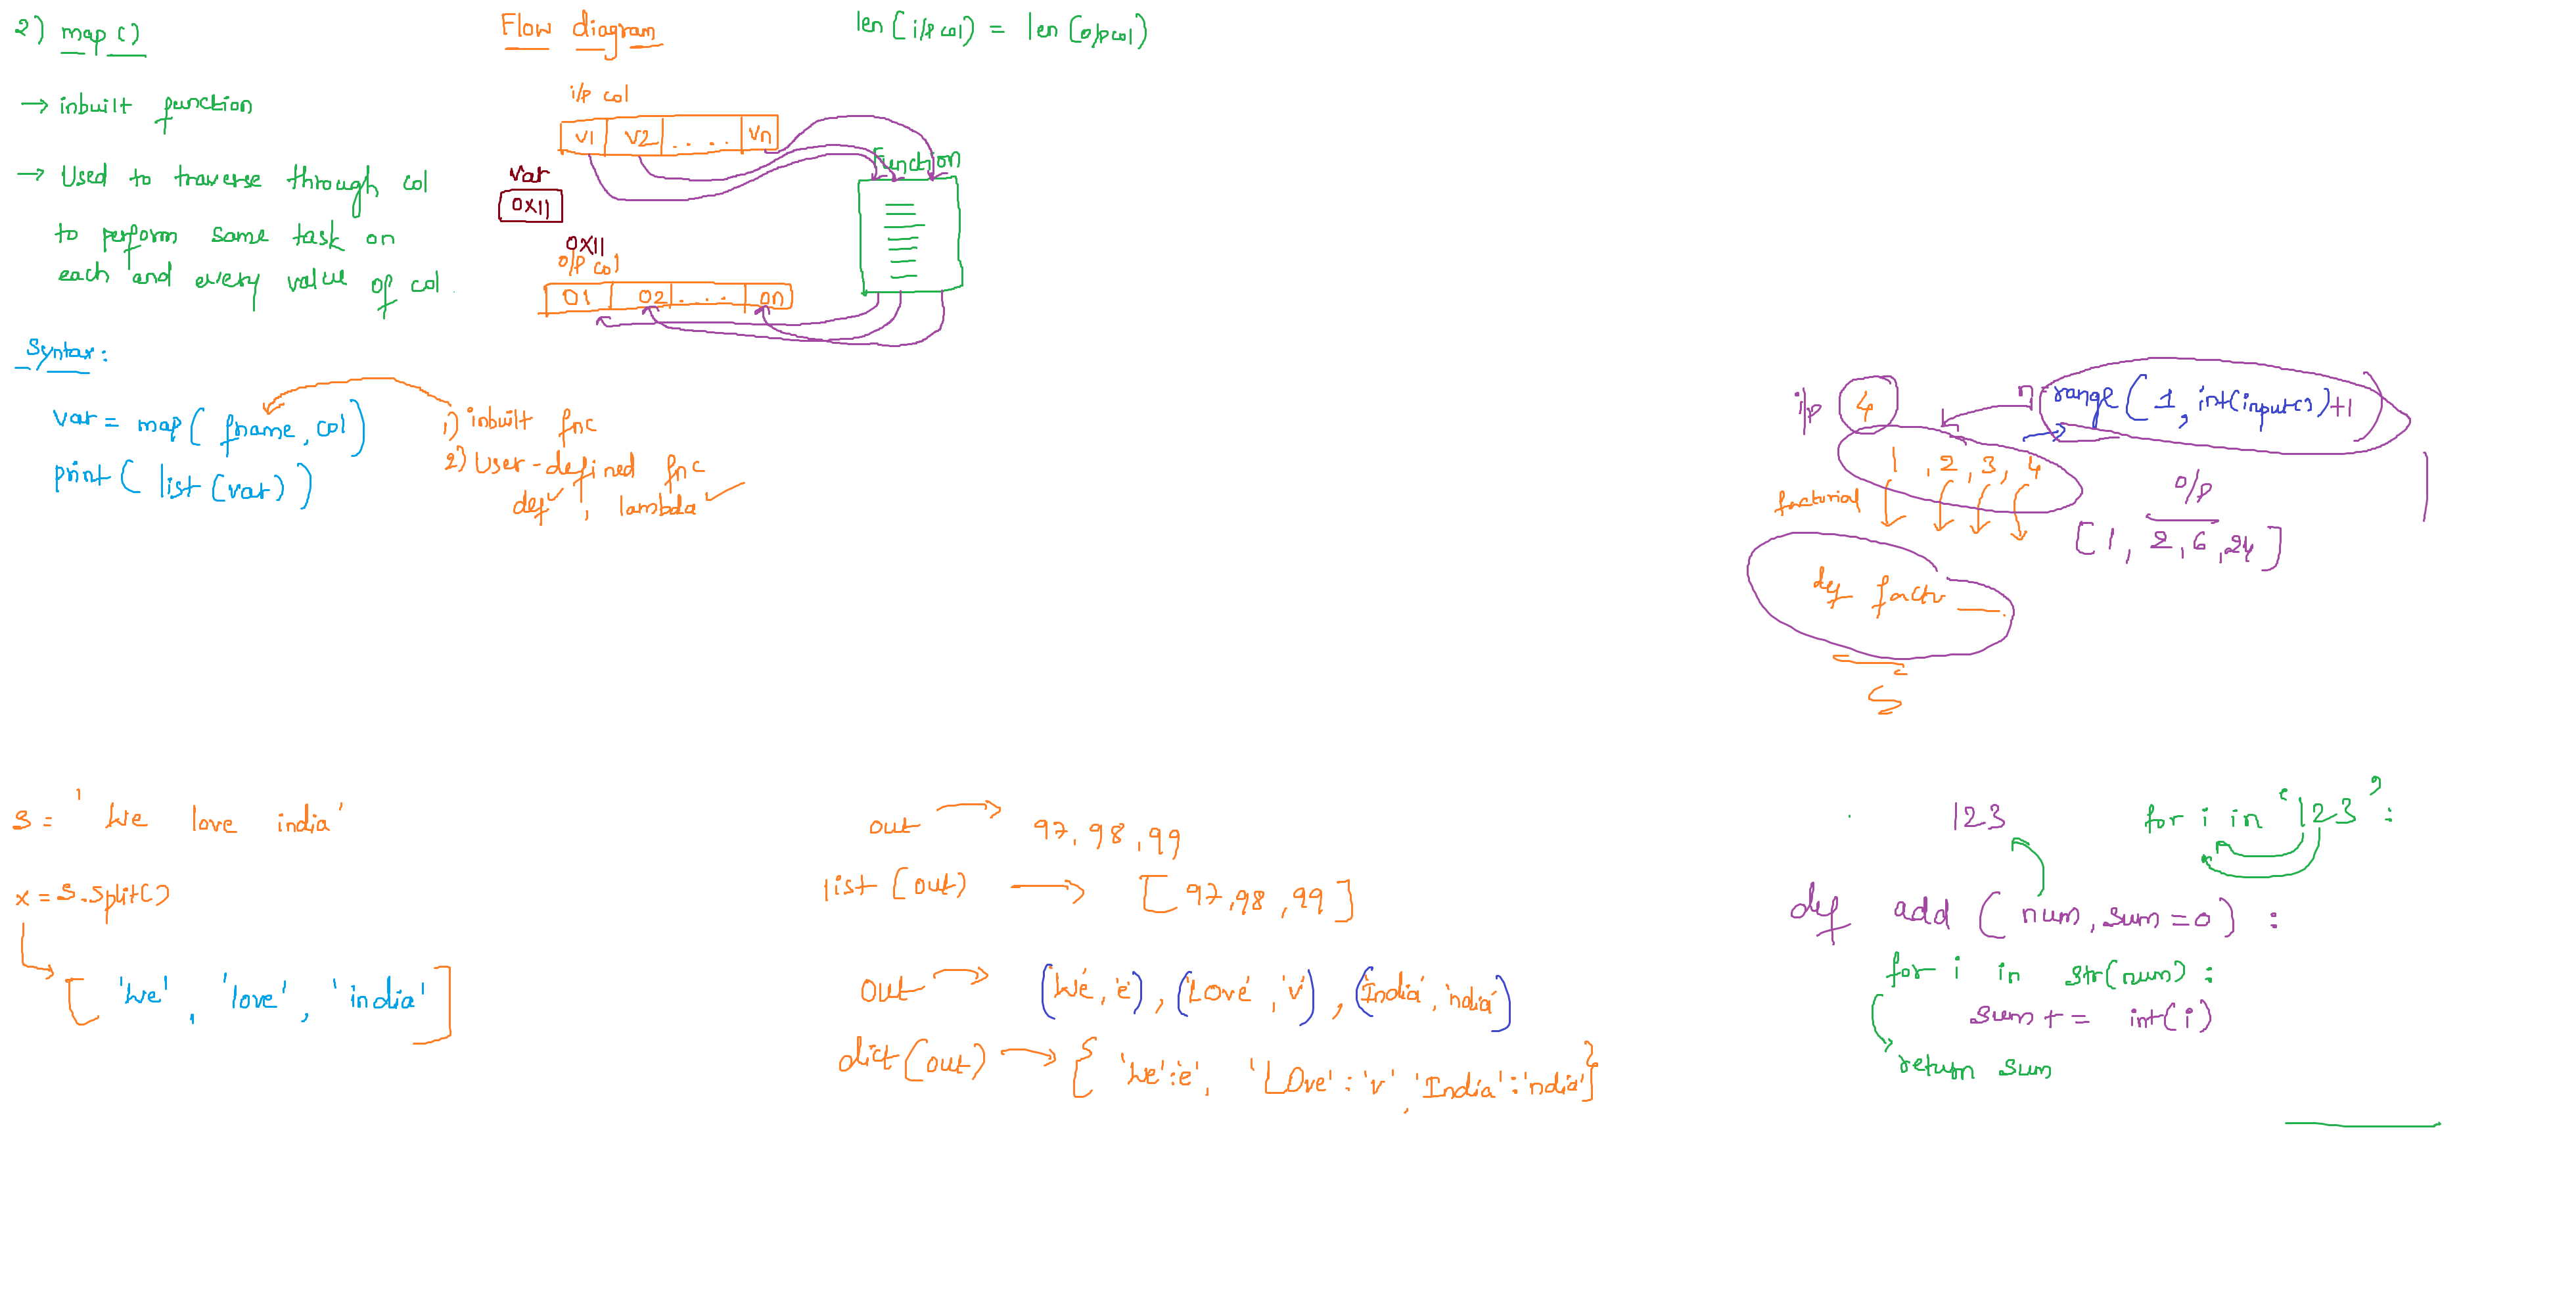 2) map()
→ inbuilt function
→ Used to traverse through col
to perform same task on
each and every value of col.
Syntax:
var = map( fname, col)
print( list(var))
1) inbuilt fnc
2) User-defined fnc
def, lambda
Flow diagram
i/p col
v1 v2 .... vn
var
0x11
0x11
o/p col
01 02 .... on
Function
len(i/p col) = len(o/p col)
i/p 4
n=range(1, int(input())+1)
1, 2, 3, 4
factorial
o/p
[1, 2, 6, 24]
def factr
s = 'We love india'
x = s.split()
['We', 'love', 'india']
out → 97, 98, 99
list(out) → [97, 98, 99]
out → ('We', 'e'), ('LOve', 'v'), ('India', 'ndia')
dict(out) → {'We':'e', 'LOve':'v', 'India':'ndia'}
123
for i in '123':
def add(num, sum=0):
for i in str(num):
sum += int(i)
return sum